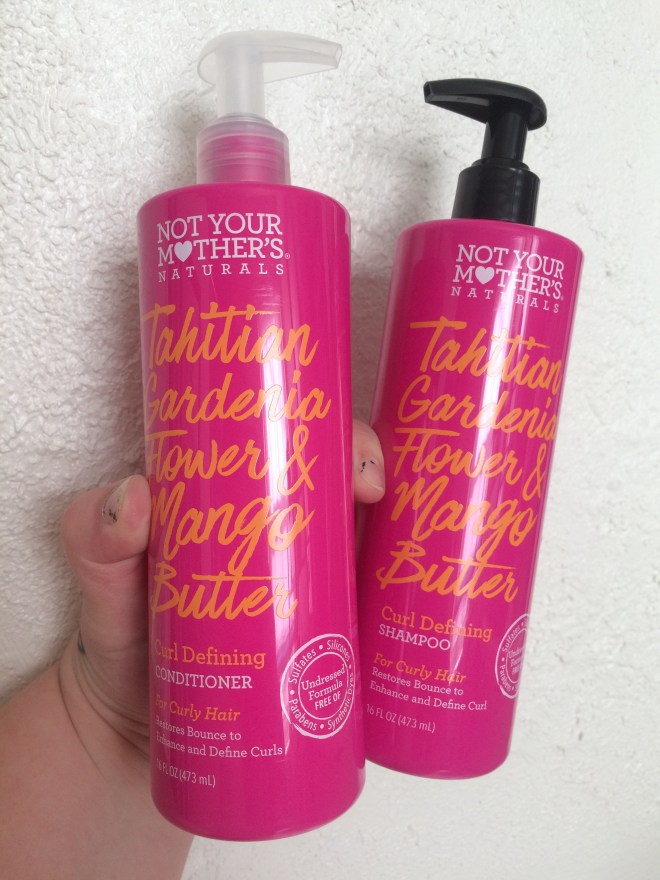 NOT YOUR
MOTHER'S®
NATURALS
Tahitian
Gardenia
Flower &
Mango
Butter
Curl Defining
CONDITIONER
For Curly Hair
Restores Bounce to
Enhance and Define Curls
16 FL OZ (473 mL)
Sulfates • Silicones •
Undressed
Formula
FREE OF
Parabens • Synthetic Dyes
NOT YOUR
MOTHER'S®
NATURALS
Tahitian
Gardenia
Flower &
Mango
Butter
Curl Defining
SHAMPOO
For Curly Hair
Restores Bounce to
Enhance and Define Curl
16 FL OZ (473 mL)
Sulfates